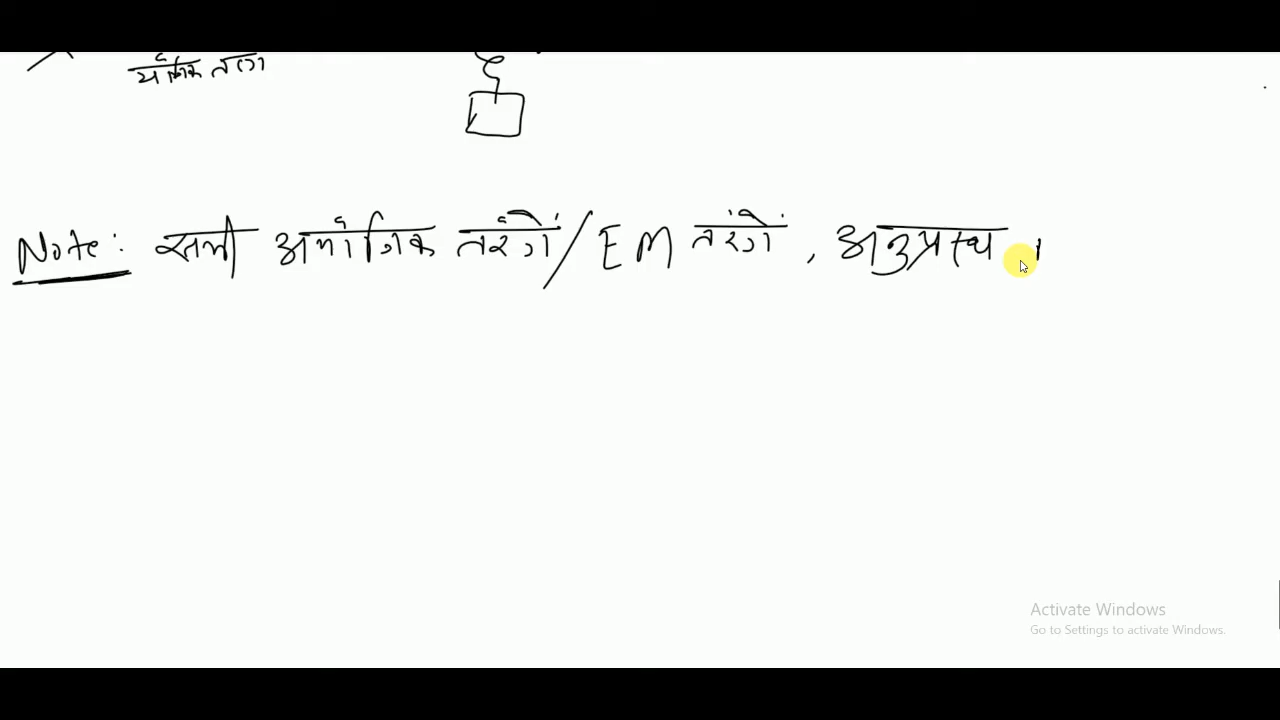 यांत्रिक तरंग
Note: सभी अयांत्रिक तरंगें / EM तरंगें , अनुप्रस्थ
Activate Windows
Go to Settings to activate Windows.